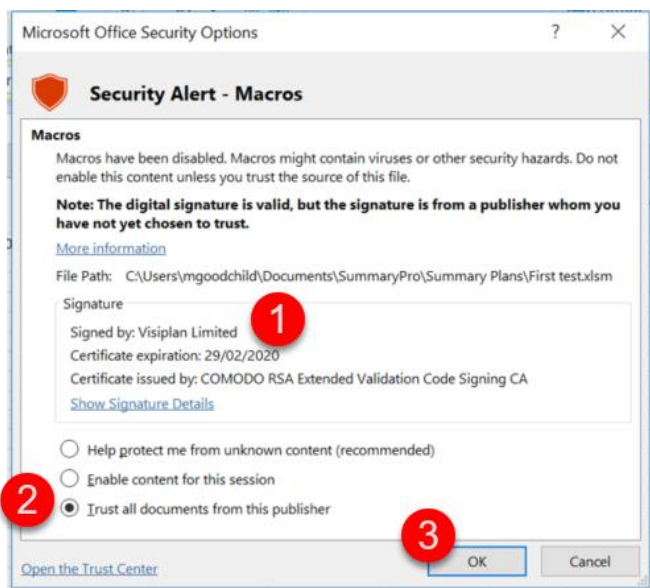 Microsoft Office Security Options
Security Alert - Macros
Macros
Macros have been disabled. Macros might contain viruses or other security hazards. Do not
enable this content unless you trust the source of this file.
Note: The digital signature is valid, but the signature is from a publisher whom you
have not yet chosen to trust.
More information
File Path: C:\Users\mgoodchild\Documents\SummaryPro\Summary Plans\First test.xlsm
Signature
Signed by: Visiplan Limited
1
Certificate expiration: 29/02/2020
Certificate issued by: COMODO RSA Extended Validation Code Signing CA
Show Signature Details
Help protect me from unknown content (recommended)
Enable content for this session
2
Trust all documents from this publisher
3
Open the Trust Center
OK
Cancel